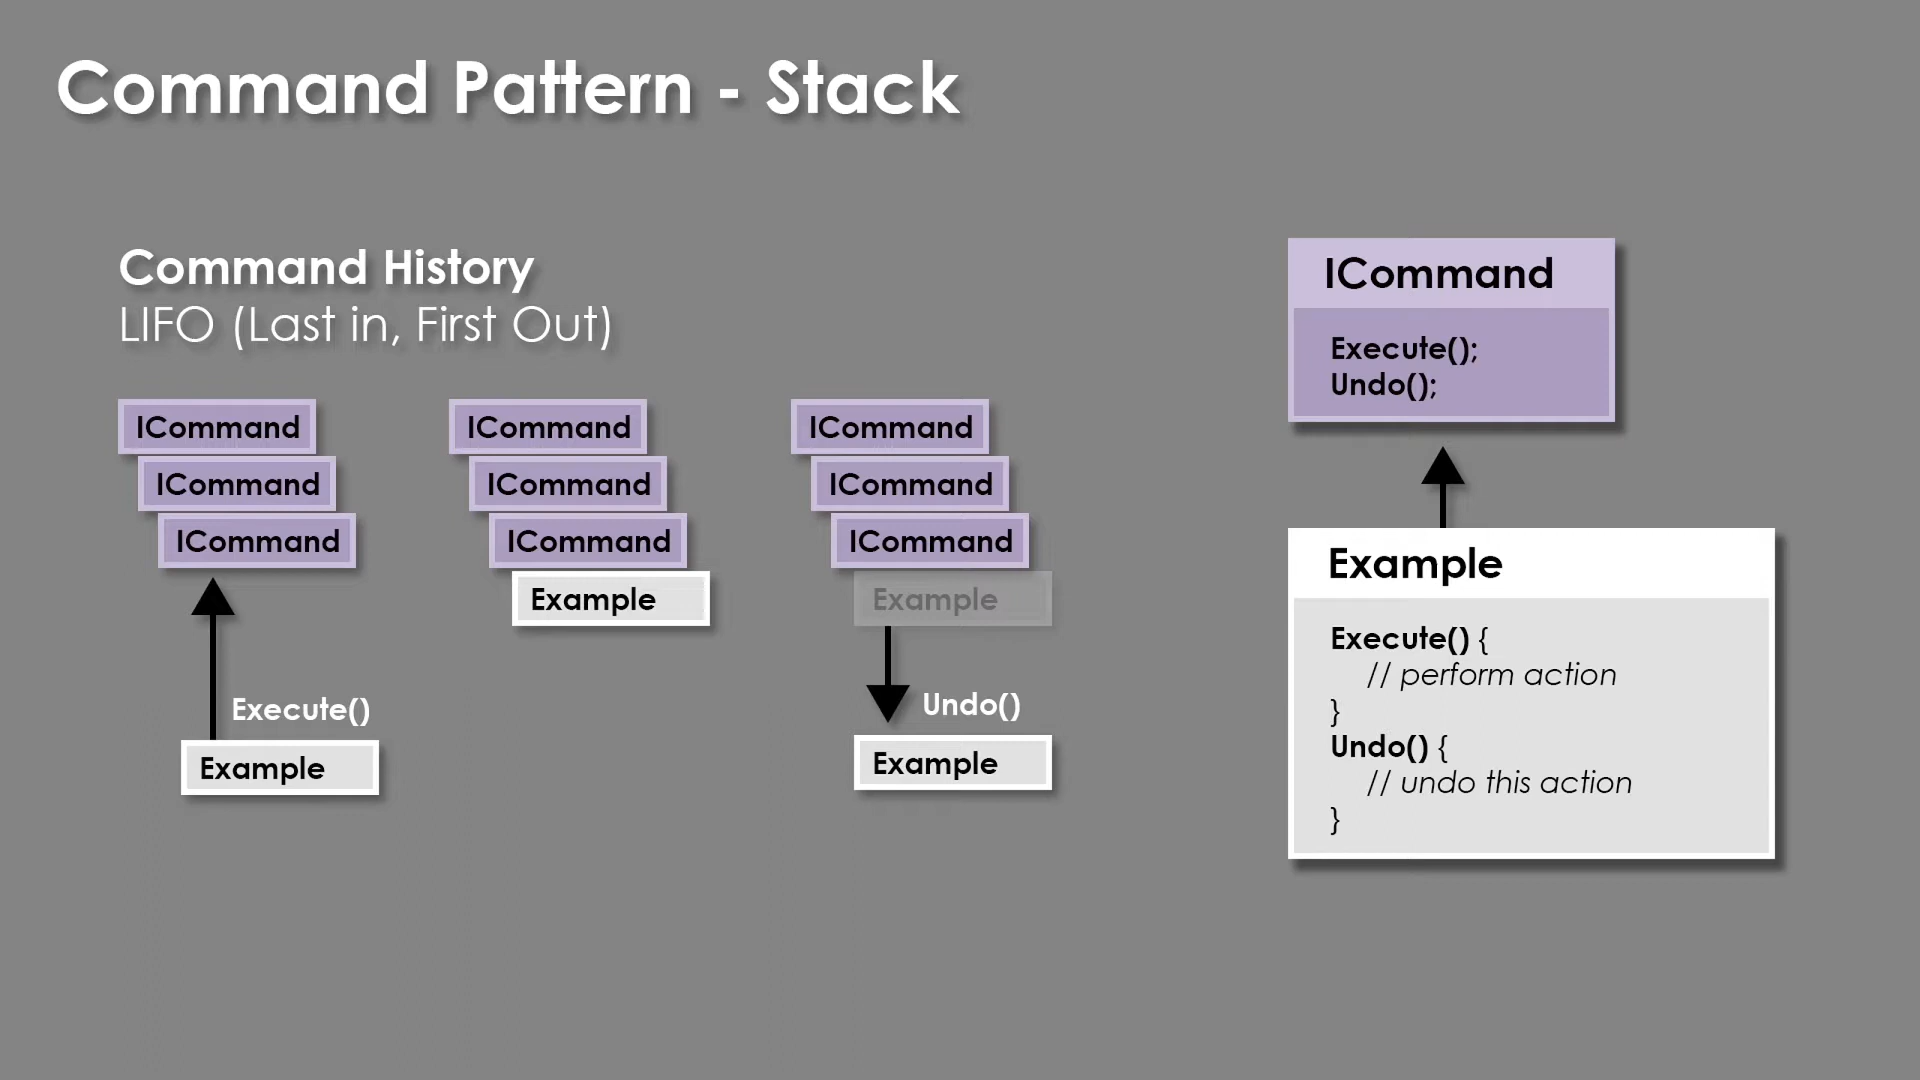 Command Pattern - Stack
Command History
LIFO (Last in, First Out)
ICommand
ICommand
ICommand
Execute()
Example
ICommand
ICommand
ICommand
Example
ICommand
ICommand
ICommand
Example
Undo()
Example
ICommand
Execute();
Undo();
Example
Execute() {
// perform action
}
Undo() {
// undo this action
}